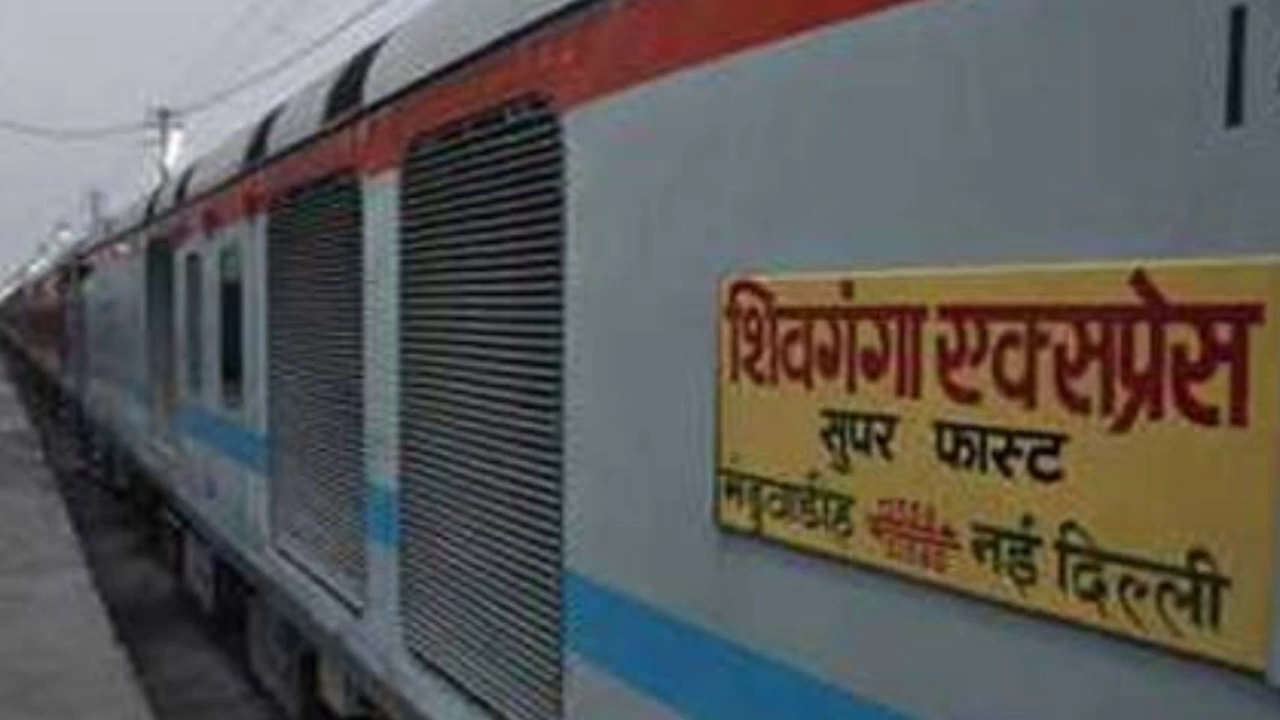 शिवगंगा एक्सप्रेस
सुपर फास्ट
मंडुवाडीह नई दिल्ली